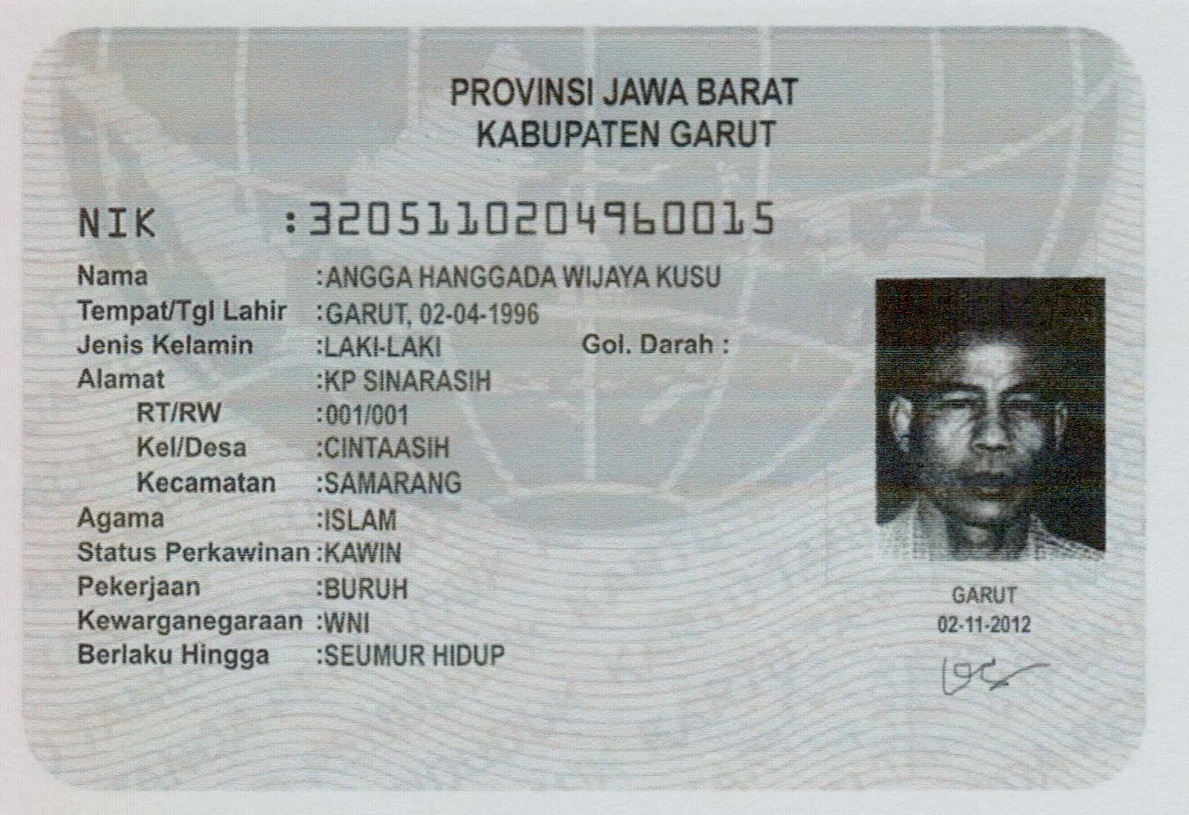 PROVINSI JAWA BARAT
KABUPATEN GARUT
NIK :3205110204960015
Nama :ANGGA HANGGADA WIJAYA KUSU
Tempat/Tgl Lahir :GARUT, 02-04-1996
Jenis Kelamin :LAKI-LAKI Gol. Darah :
Alamat :KP SINARASIH
RT/RW :001/001
Kel/Desa :CINTAASIH
Kecamatan :SAMARANG
Agama :ISLAM
Status Perkawinan :KAWIN
Pekerjaan :BURUH
Kewarganegaraan :WNI
Berlaku Hingga :SEUMUR HIDUP
GARUT
02-11-2012